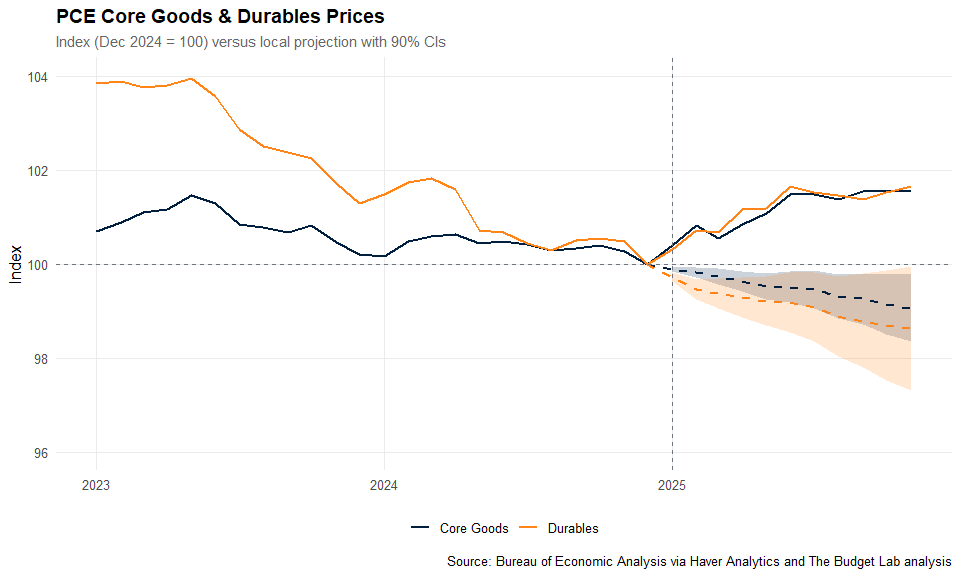 PCE Core Goods & Durables Prices
Index (Dec 2024 = 100) versus local projection with 90% CIs
104
102
100
98
96
Index
2023 2024 2025
Core Goods Durables
Source: Bureau of Economic Analysis via Haver Analytics and The Budget Lab analysis